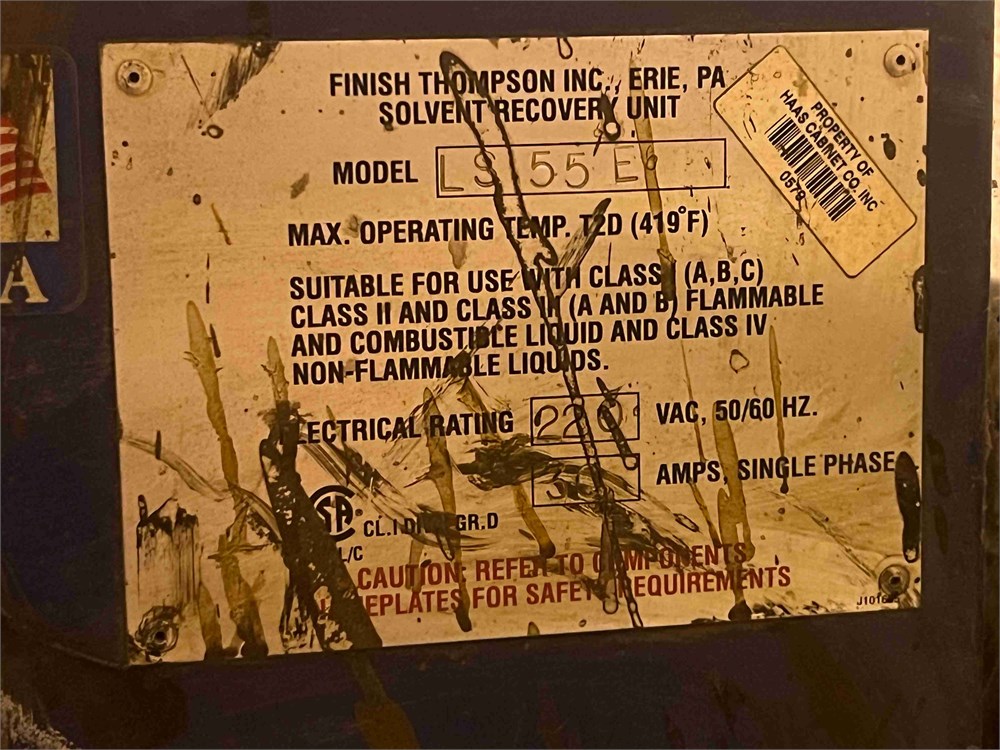 FINISH THOMPSON INC., ERIE, PA
SOLVENT RECOVERY UNIT
MODEL LS 55 E
PROPERTY OF
HAAS CABINET CO. INC
MAX. OPERATING TEMP. T2D (419°F)
SUITABLE FOR USE WITH CLASS I (A,B,C)
CLASS II AND CLASS III (A AND B) FLAMMABLE
AND COMBUSTIBLE LIQUID AND CLASS IV
NON-FLAMMABLE LIQUIDS.
ELECTRICAL RATING 220 VAC, 50/60 HZ.
AMPS, SINGLE PHASE
CL.I GR.D
CAUTION: REFER TO COMPONENTS
FOR SAFETY REQUIREMENTS
A